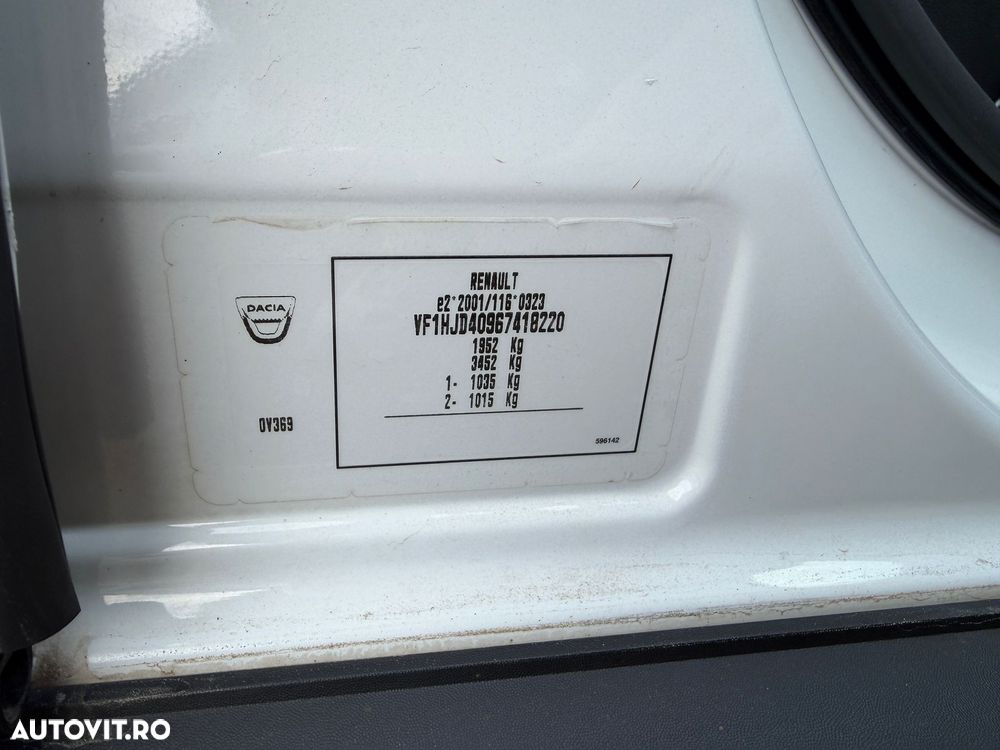 RENAULT
e2*2001/116*0323
VF1HJD40967418220
1952 Kg
3452 Kg
1- 1035 Kg
2- 1015 Kg
DACIA
0V369
596142
AUTOVIT.RO